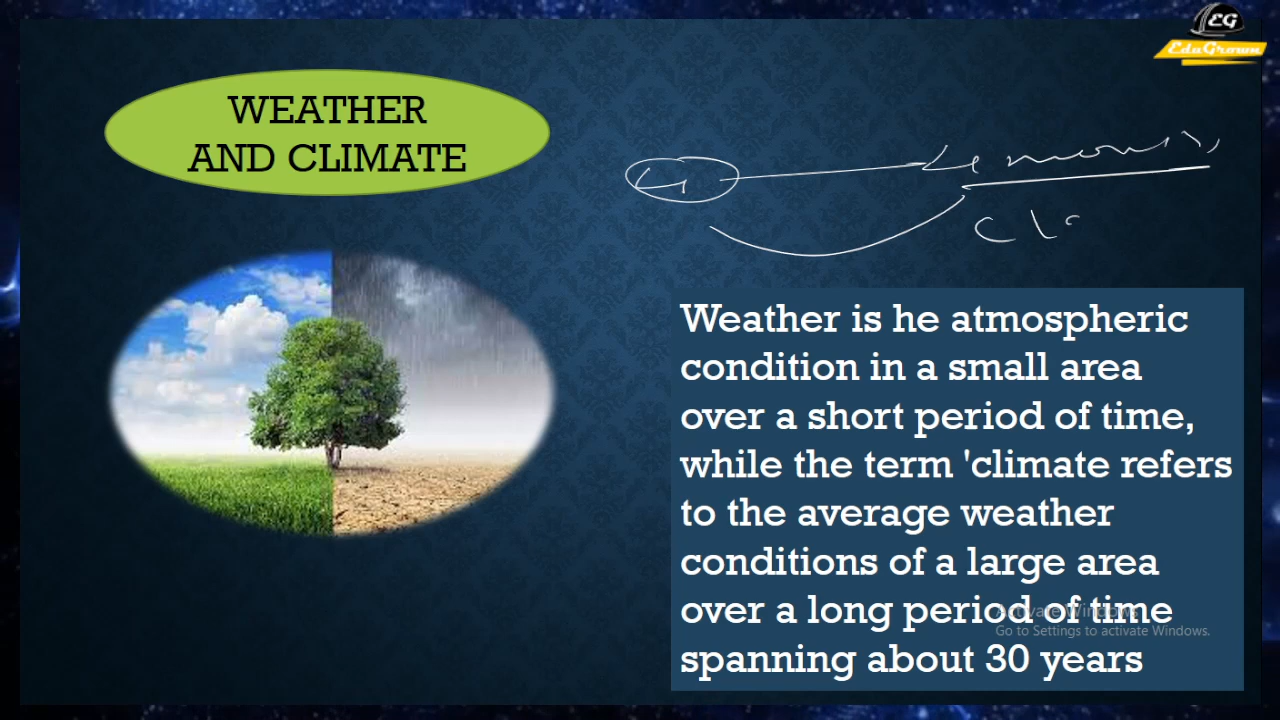 EG
EduGrown
WEATHER
AND CLIMATE
Weather is he atmospheric
condition in a small area
over a short period of time,
while the term 'climate refers
to the average weather
conditions of a large area
over a long period of time
spanning about 30 years
Activate Windows
Go to Settings to activate Windows.